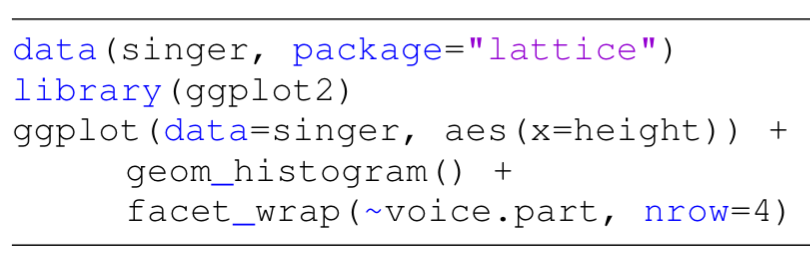 data(singer, package="lattice")
library(ggplot2)
ggplot(data=singer, aes(x=height)) +
geom_histogram() +
facet_wrap(~voice.part, nrow=4)